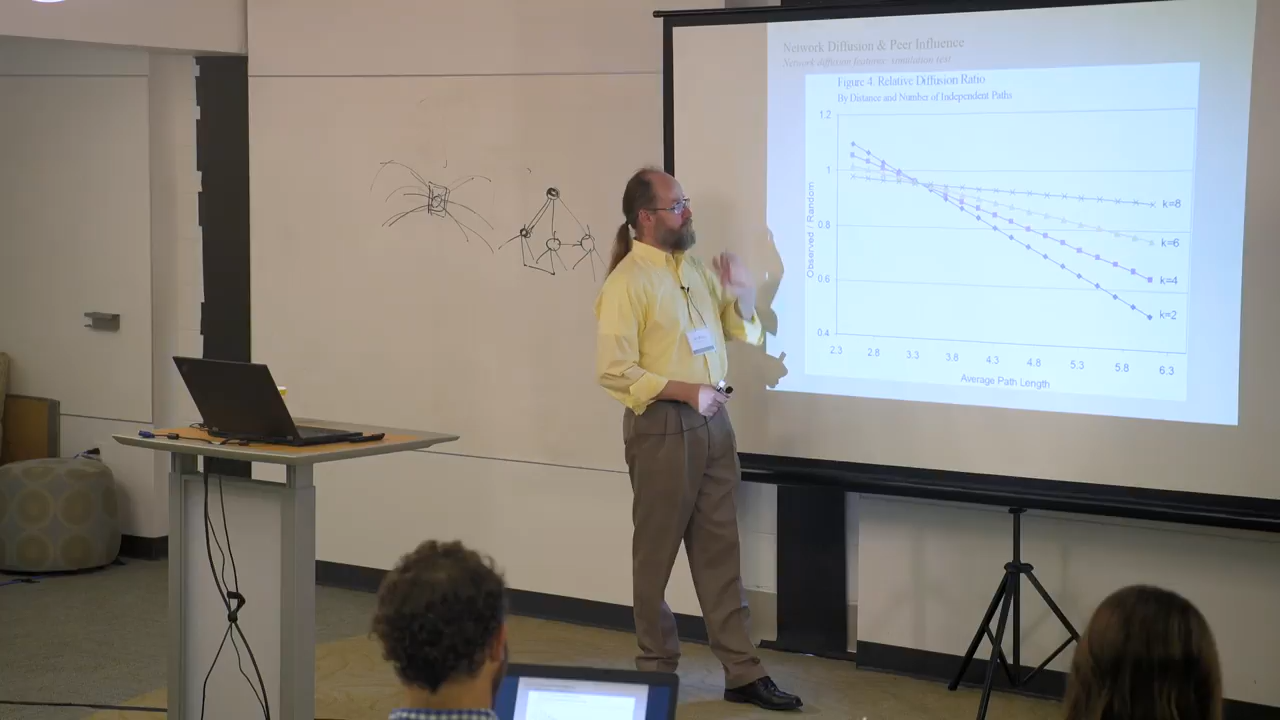 Network Diffusion & Peer Influence
Network diffusion features: simulation test
Figure 4. Relative Diffusion Ratio
By Distance and Number of Independent Paths
1.2
1
0.8
0.6
0.4
Observed / Random
k=8
k=6
k=4
k=2
2.3 2.8 3.3 3.8 4.3 4.8 5.3 5.8 6.3
Average Path Length